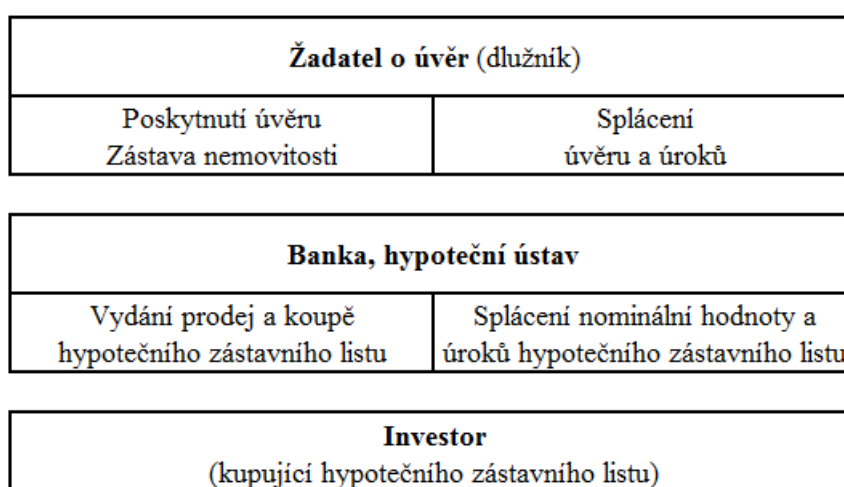 Žadatel o úvěr (dlužník)
Poskytnutí úvěru
Zástava nemovitosti
Splácení
úvěru a úroků
Banka, hypoteční ústav
Vydání prodej a koupě
hypotečního zástavního listu
Splácení nominální hodnoty a
úroků hypotečního zástavního listu
Investor
(kupující hypotečního zástavního listu)